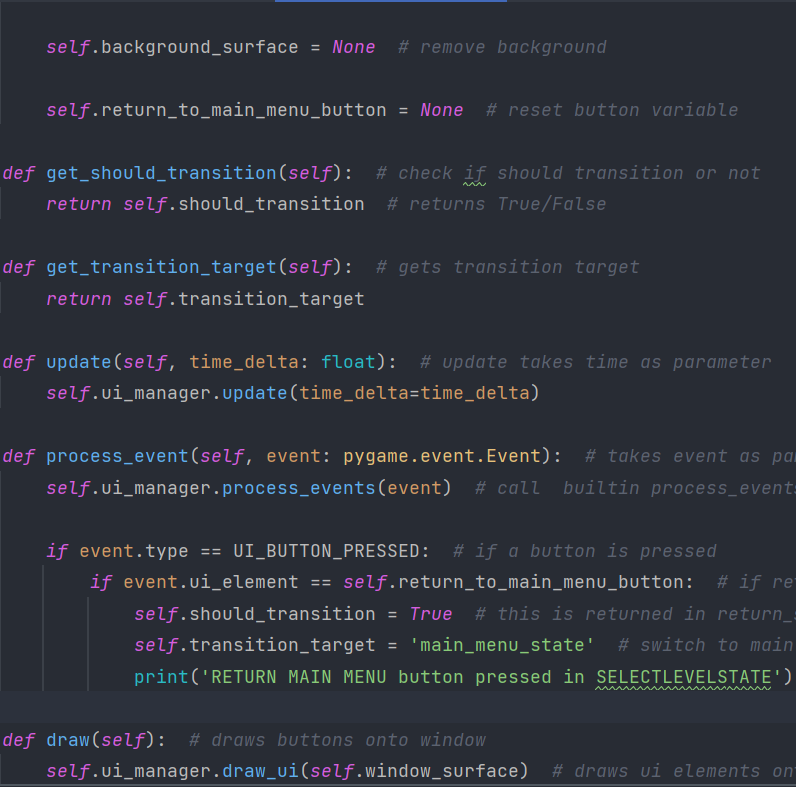 self.background_surface = None  # remove background
self.return_to_main_menu_button = None  # reset button variable
def get_should_transition(self):  # check if should transition or not
return self.should_transition  # returns True/False
def get_transition_target(self):  # gets transition target
return self.transition_target
def update(self, time_delta: float):  # update takes time as parameter
self.ui_manager.update(time_delta=time_delta)
def process_event(self, event: pygame.event.Event):  # takes event as
self.ui_manager.process_events(event)  # call  builtin process_events
if event.type == UI_BUTTON_PRESSED:  # if a button is pressed
if event.ui_element == self.return_to_main_menu_button:  # if
self.should_transition = True  # this is returned in
self.transition_target = 'main_menu_state'  # switch to main
print('RETURN MAIN MENU button pressed in SELECTLEVELSTATE')
def draw(self):  # draws buttons onto window
self.ui_manager.draw_ui(self.window_surface)  # draws ui elements